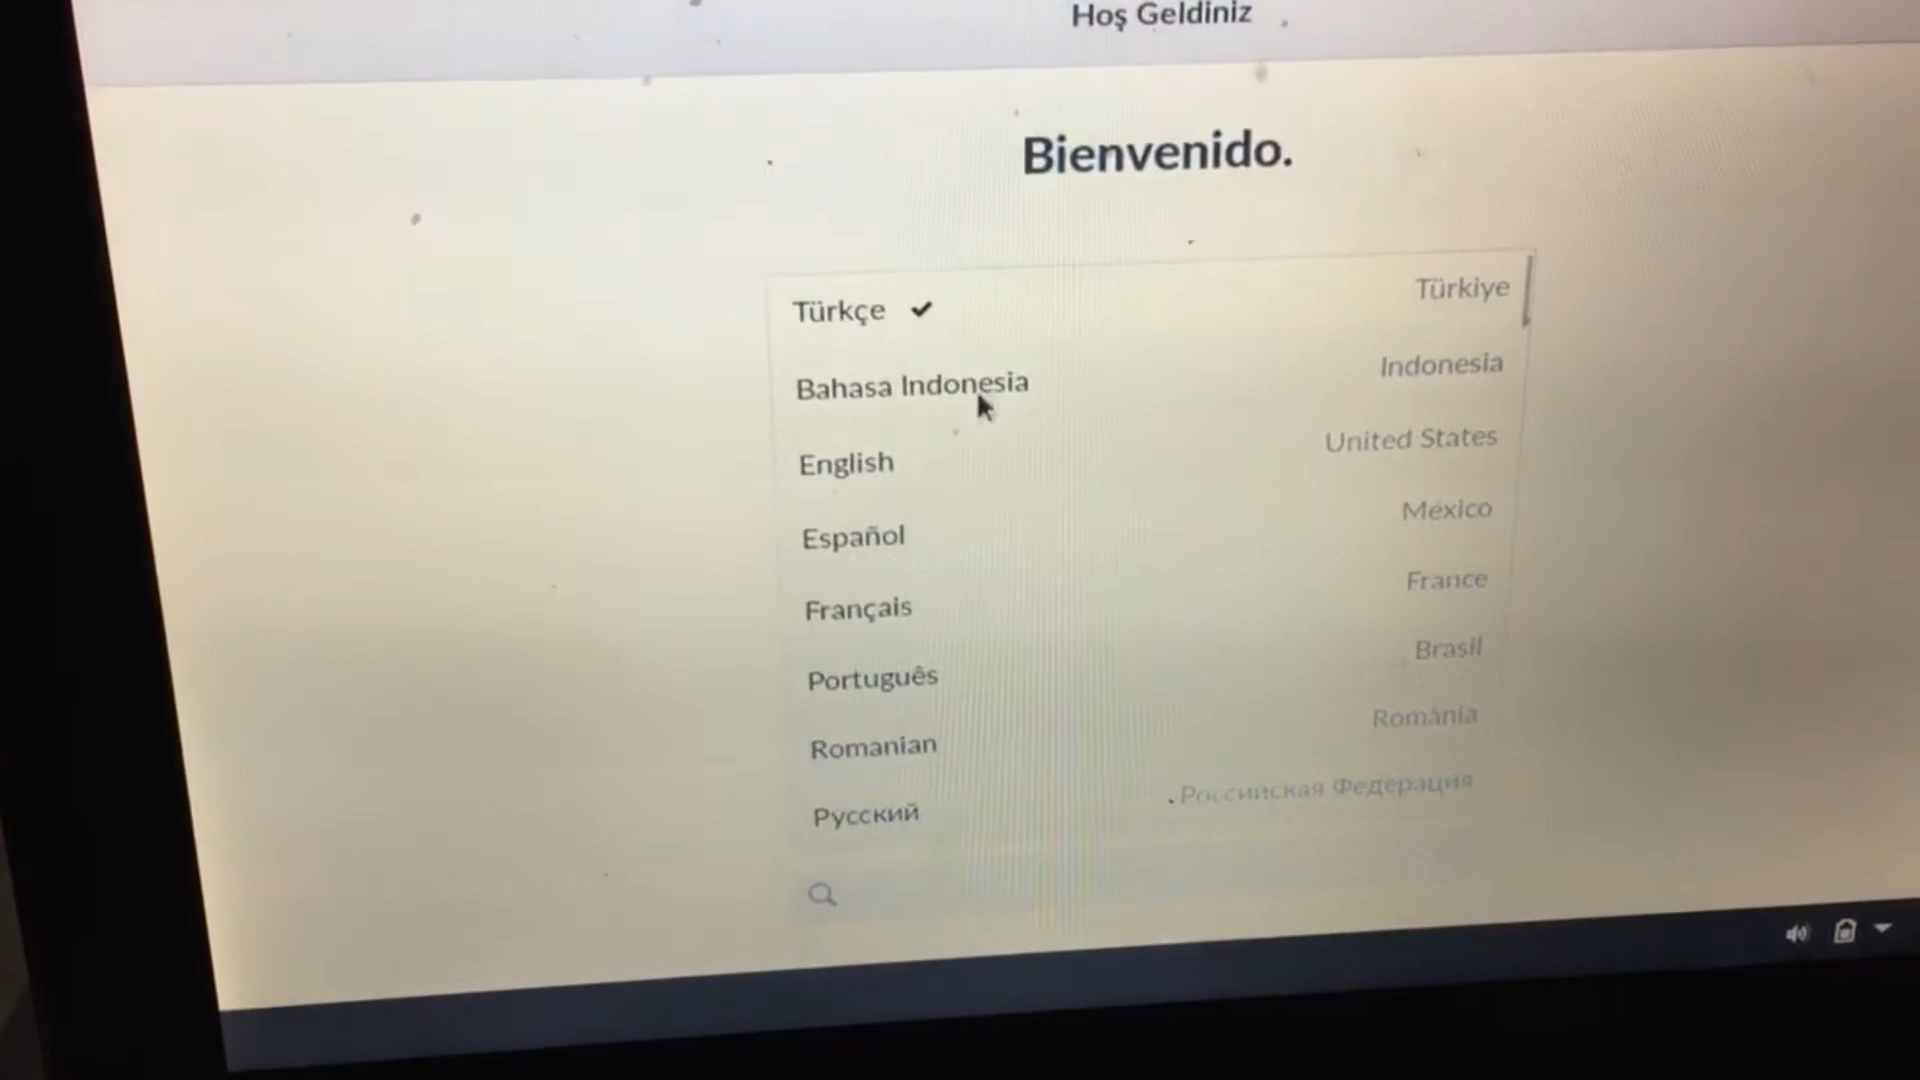 Hoş Geldiniz
Bienvenido.
Türkçe ✔ Türkiye
Bahasa Indonesia Indonesia
English United States
Español México
Français France
Português Brasil
Romanian România
Русский Российская Федерация